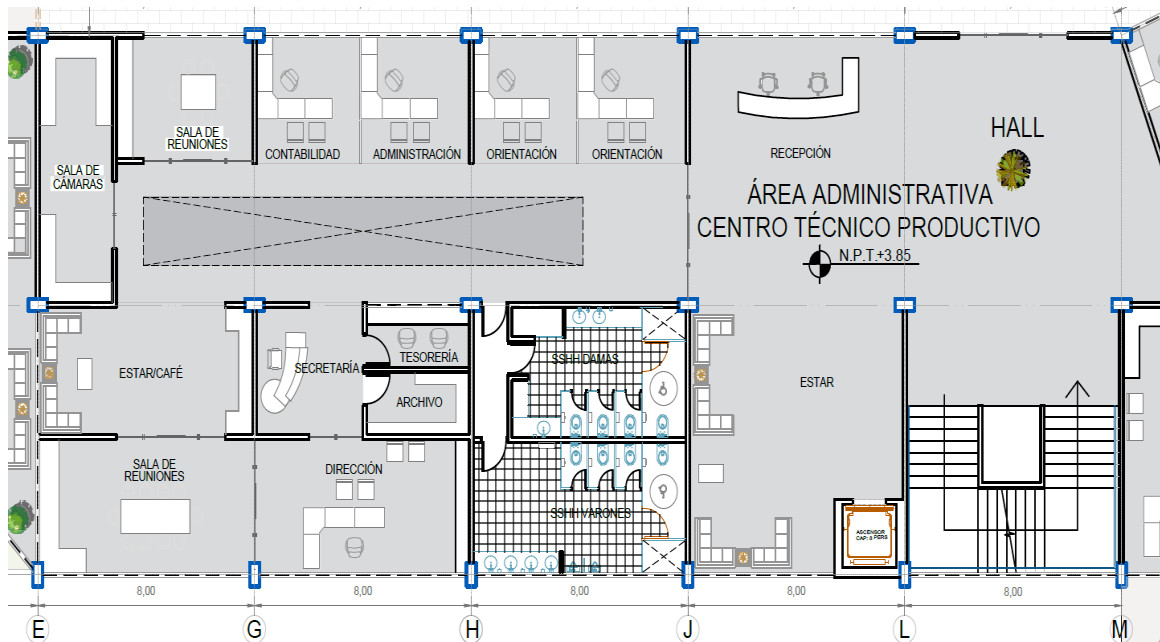 SALA DE
REUNIONES
CONTABILIDAD
ADMINISTRACIÓN
ORIENTACIÓN
ORIENTACIÓN
RECEPCIÓN
HALL
SALA DE
CÁMARAS
ÁREA ADMINISTRATIVA
CENTRO TÉCNICO PRODUCTIVO
N.P.T.+3.85
ESTAR/CAFÉ
SECRETARÍA
TESORERÍA
ARCHIVO
SSHH DAMAS
ESTAR
SALA DE
REUNIONES
DIRECCIÓN
SSHH VARONES
ASCENSOR
CAP: 8 PERS
8,00
8,00
8,00
8,00
8,00
E
G
H
J
L
M